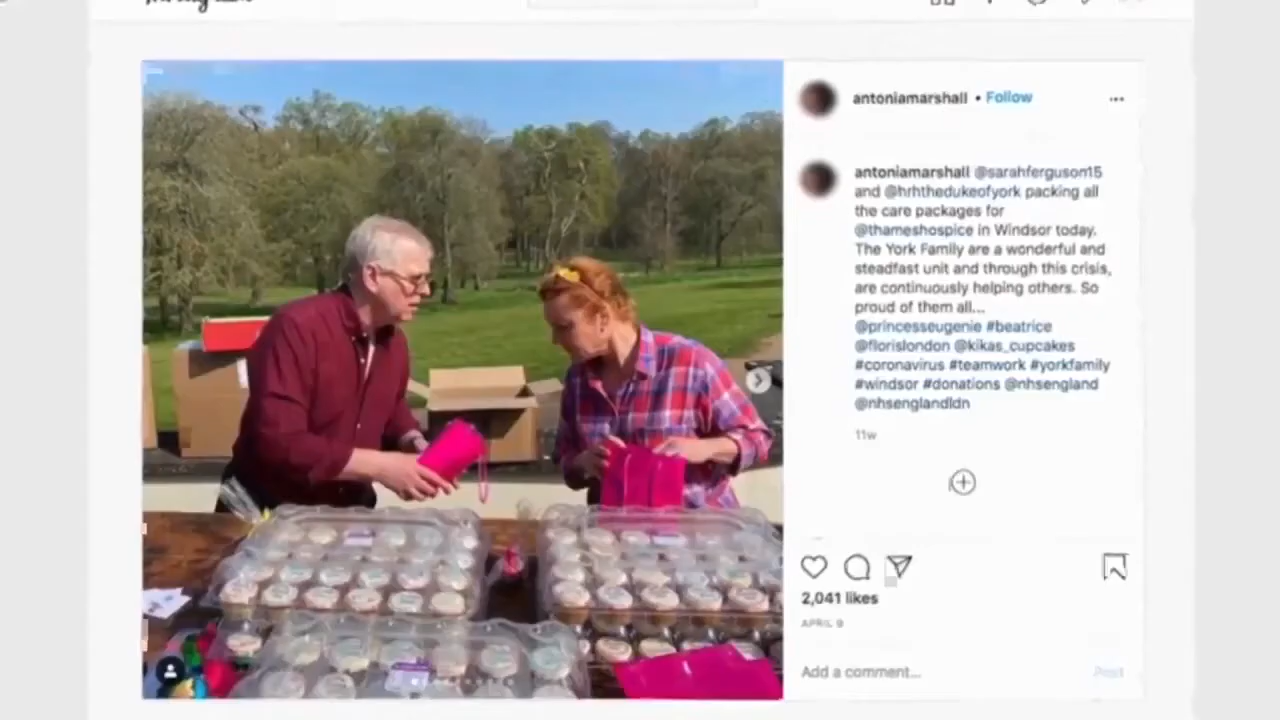 antoniamarshall • Follow
antoniamarshall @sarahferguson15
and @hrhthedukeofyork packing all
the care packages for
@thameshospice in Windsor today.
The York Family are a wonderful and
steadfast unit and through this crisis,
are continuously helping others. So
proud of them all...
@princesseugenie #beatrice
@florislondon @kikas_cupcakes
#coronavirus #teamwork #yorkfamily
#windsor #donations @nhsengland
@nhsenglandldn
11w
2,041 likes
APRIL 9
Add a comment...
Post